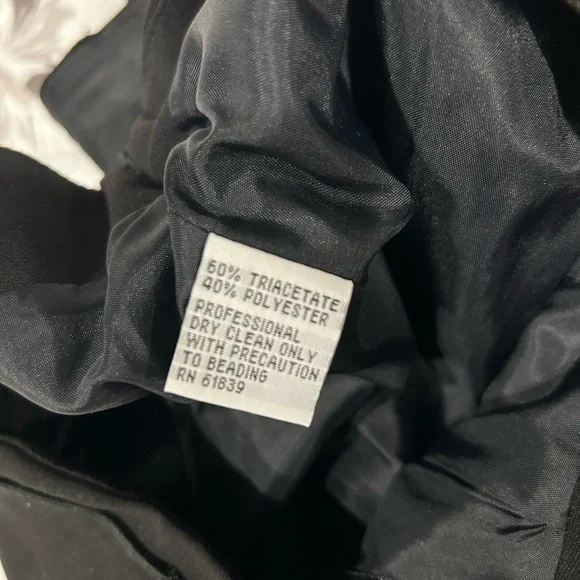 60% TRIACETATE
40% POLYESTER
PROFESSIONAL
DRY CLEAN ONLY
WITH PRECAUTION
TO BEADING
RN 61839